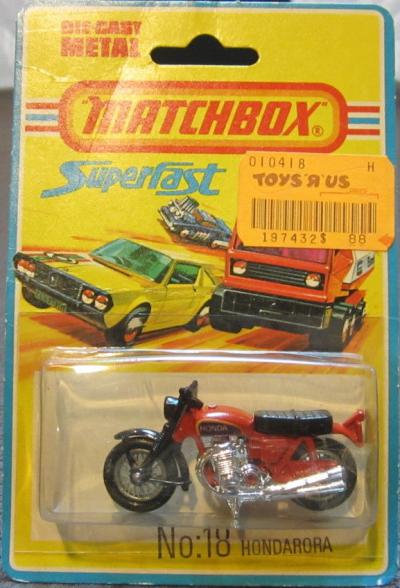 DIE-CAST
METAL
"MATCHBOX"®
Superfast
010418 H
TOYS "R" US
197432$ 88
HONDA
No:18 HONDARORA